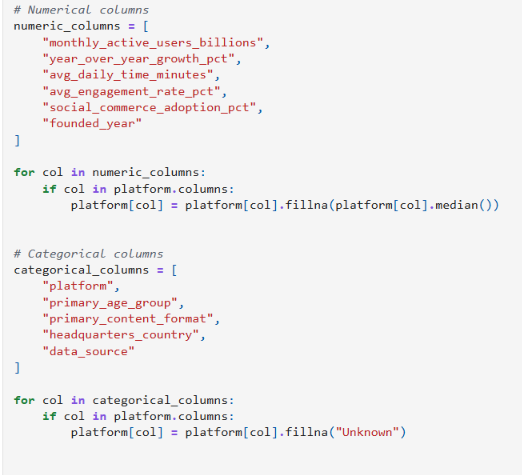 # Numerical columns
numeric_columns = [
    "monthly_active_users_billions",
    "year_over_year_growth_pct",
    "avg_daily_time_minutes",
    "avg_engagement_rate_pct",
    "social_commerce_adoption_pct",
    "founded_year"
]
for col in numeric_columns:
    if col in platform.columns:
        platform[col] = platform[col].fillna(platform[col].median())
# Categorical columns
categorical_columns = [
    "platform",
    "primary_age_group",
    "primary_content_format",
    "headquarters_country",
    "data_source"
]
for col in categorical_columns:
    if col in platform.columns:
        platform[col] = platform[col].fillna("Unknown")